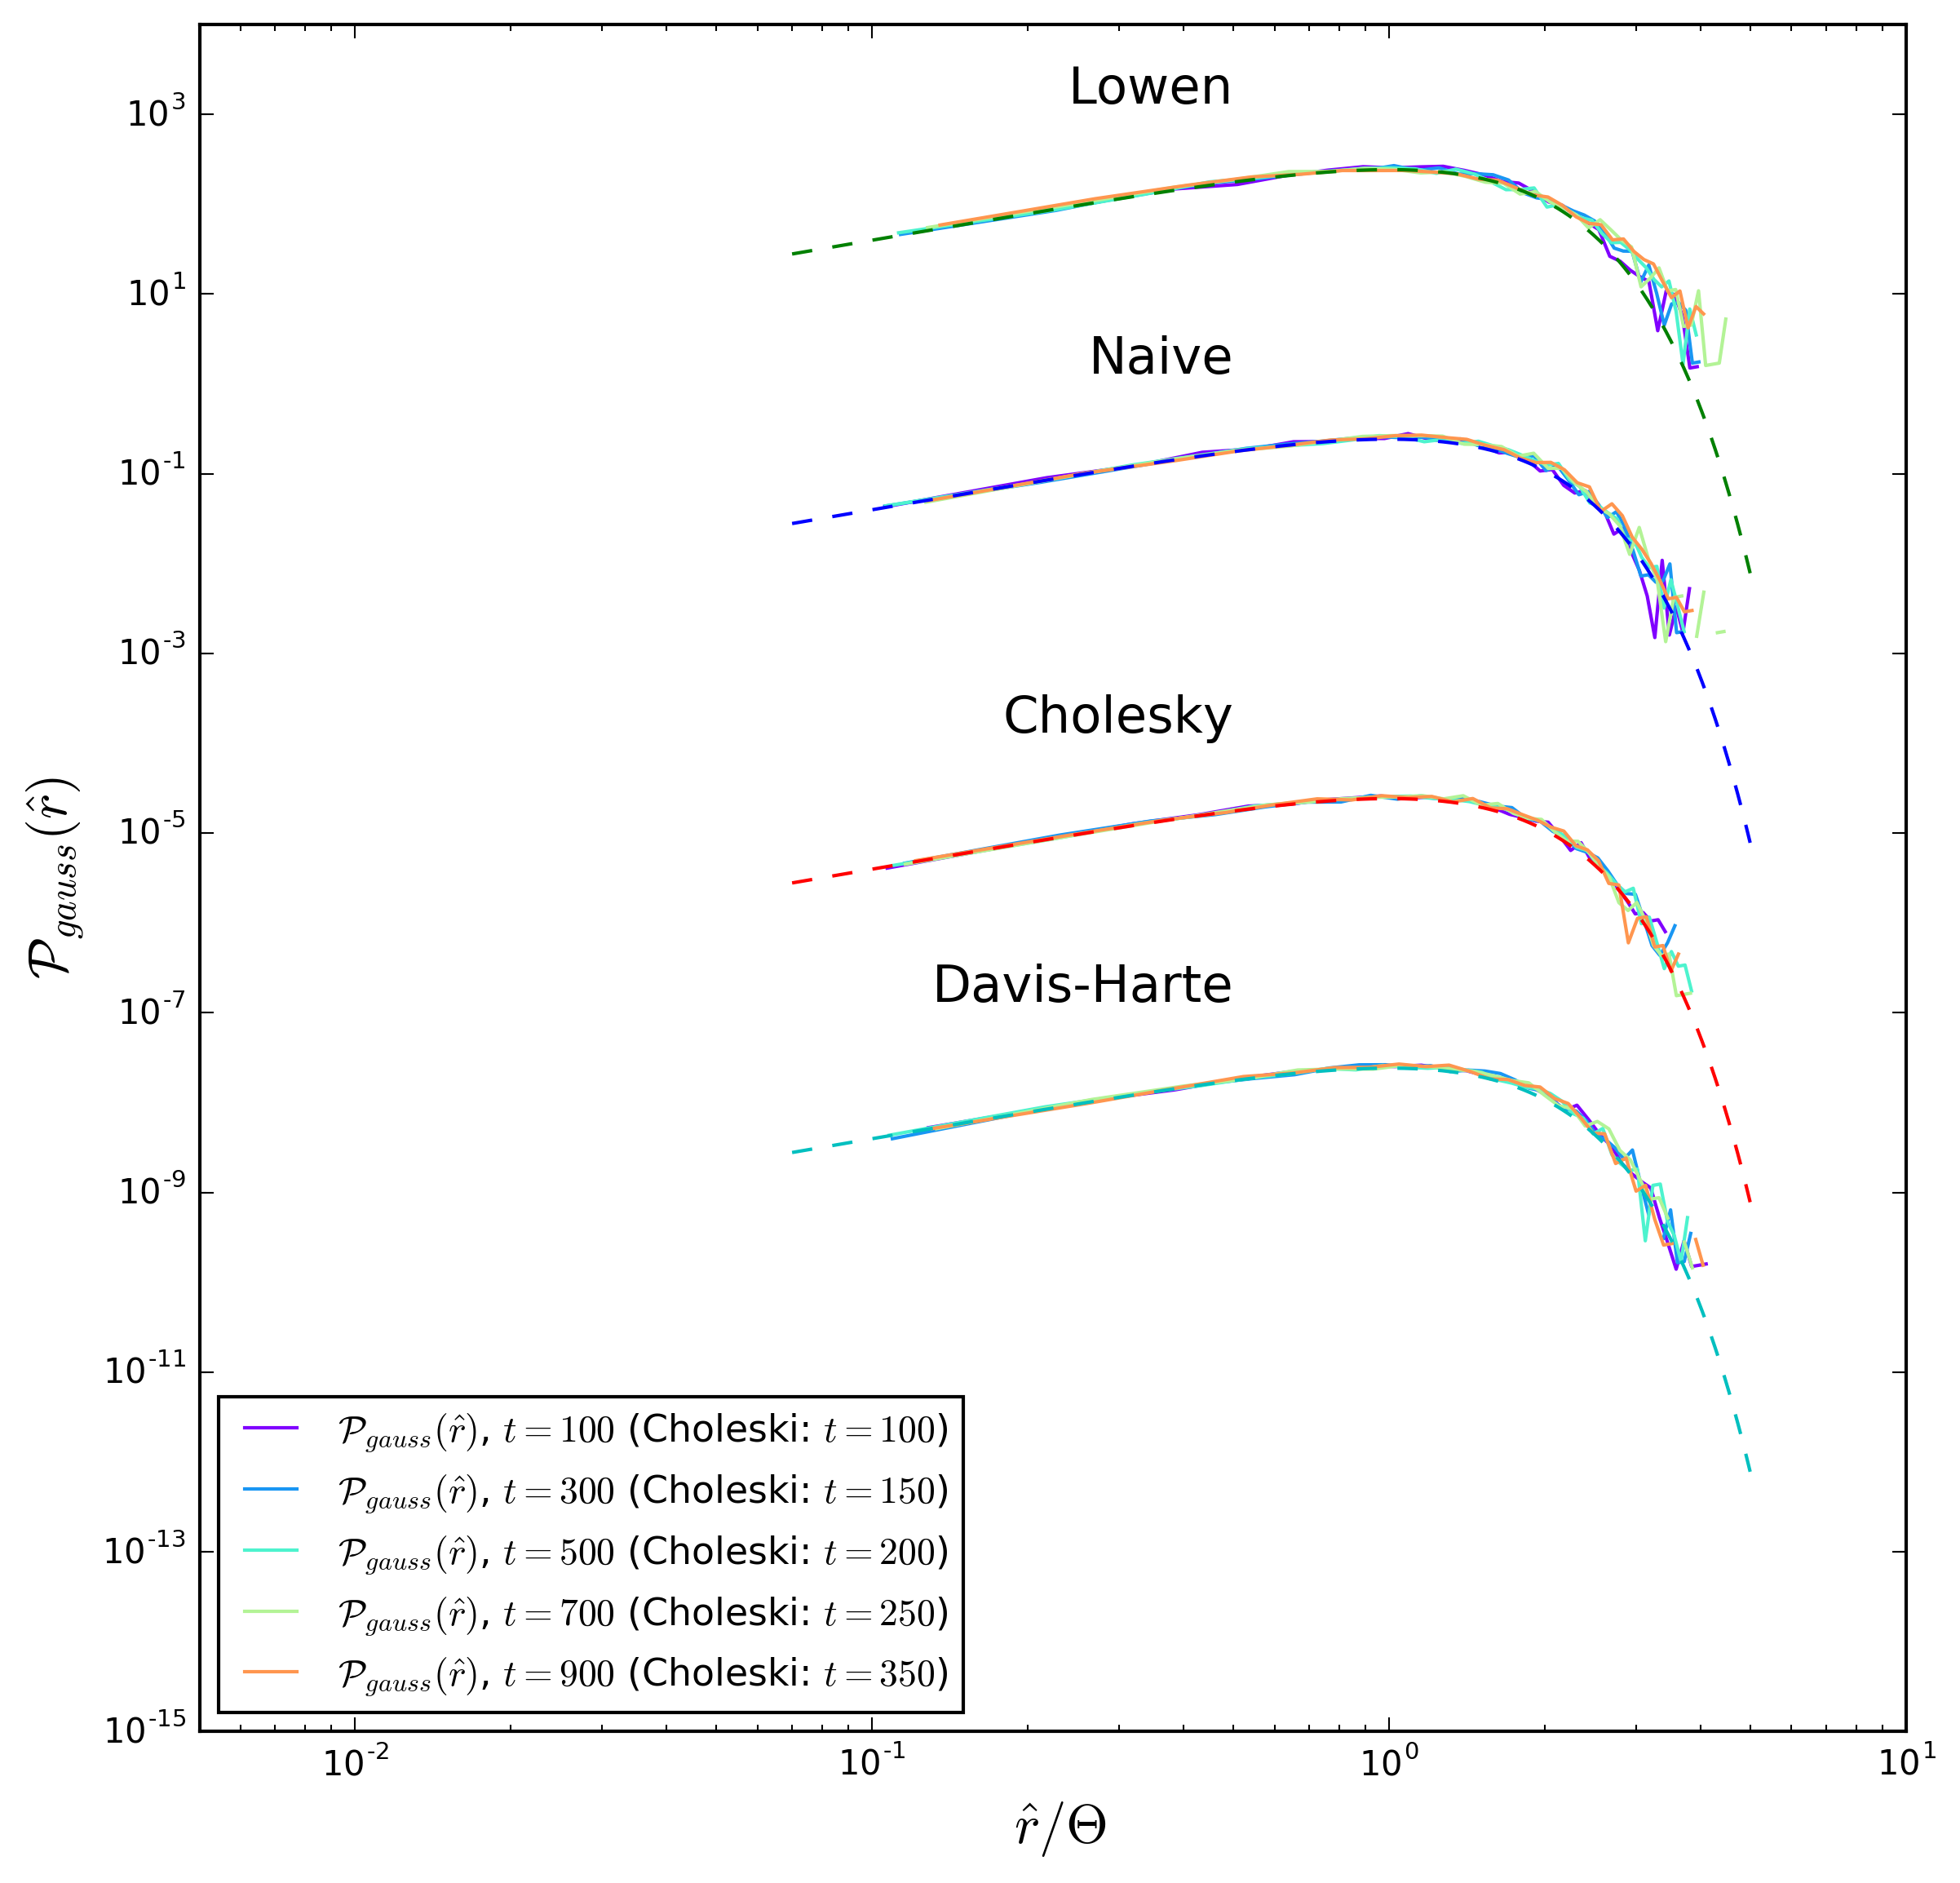 Lowen
Naive
Cholesky
Davis-Harte
10^3
10^1
10^-1
10^-3
10^-5
10^-7
10^-9
10^-11
10^-13
10^-15
𝒫_gauss(r̂)
𝒫_gauss(r̂), t = 100 (Choleski: t = 100)
𝒫_gauss(r̂), t = 300 (Choleski: t = 150)
𝒫_gauss(r̂), t = 500 (Choleski: t = 200)
𝒫_gauss(r̂), t = 700 (Choleski: t = 250)
𝒫_gauss(r̂), t = 900 (Choleski: t = 350)
10^-2 10^-1 10^0 10^1
r̂/Θ